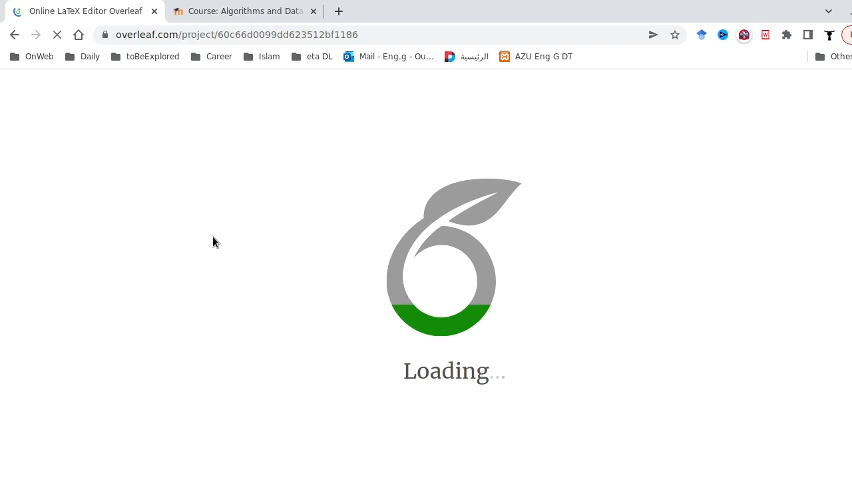 Online LaTeX Editor Overleaf
Course: Algorithms and Data
overleaf.com/project/60c66d0099dd623512bf1186
OnWeb
Daily
toBeExplored
Career
Islam
eta DL
Mail - Eng.g - Ou...
الرئيسية
AZU Eng G DT
Other
Loading...